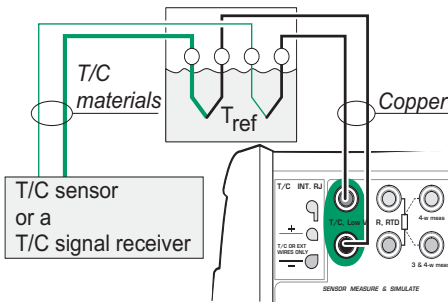 T/C
materials
Tref
Copper
T/C sensor
or a
T/C signal receiver
T/C INT. RJ
+
T/C OR EXT
WIRES ONLY
−
T/C, Low V
R, RTD
4-w meas
3 & 4-w meas
SENSOR MEASURE & SIMULATE